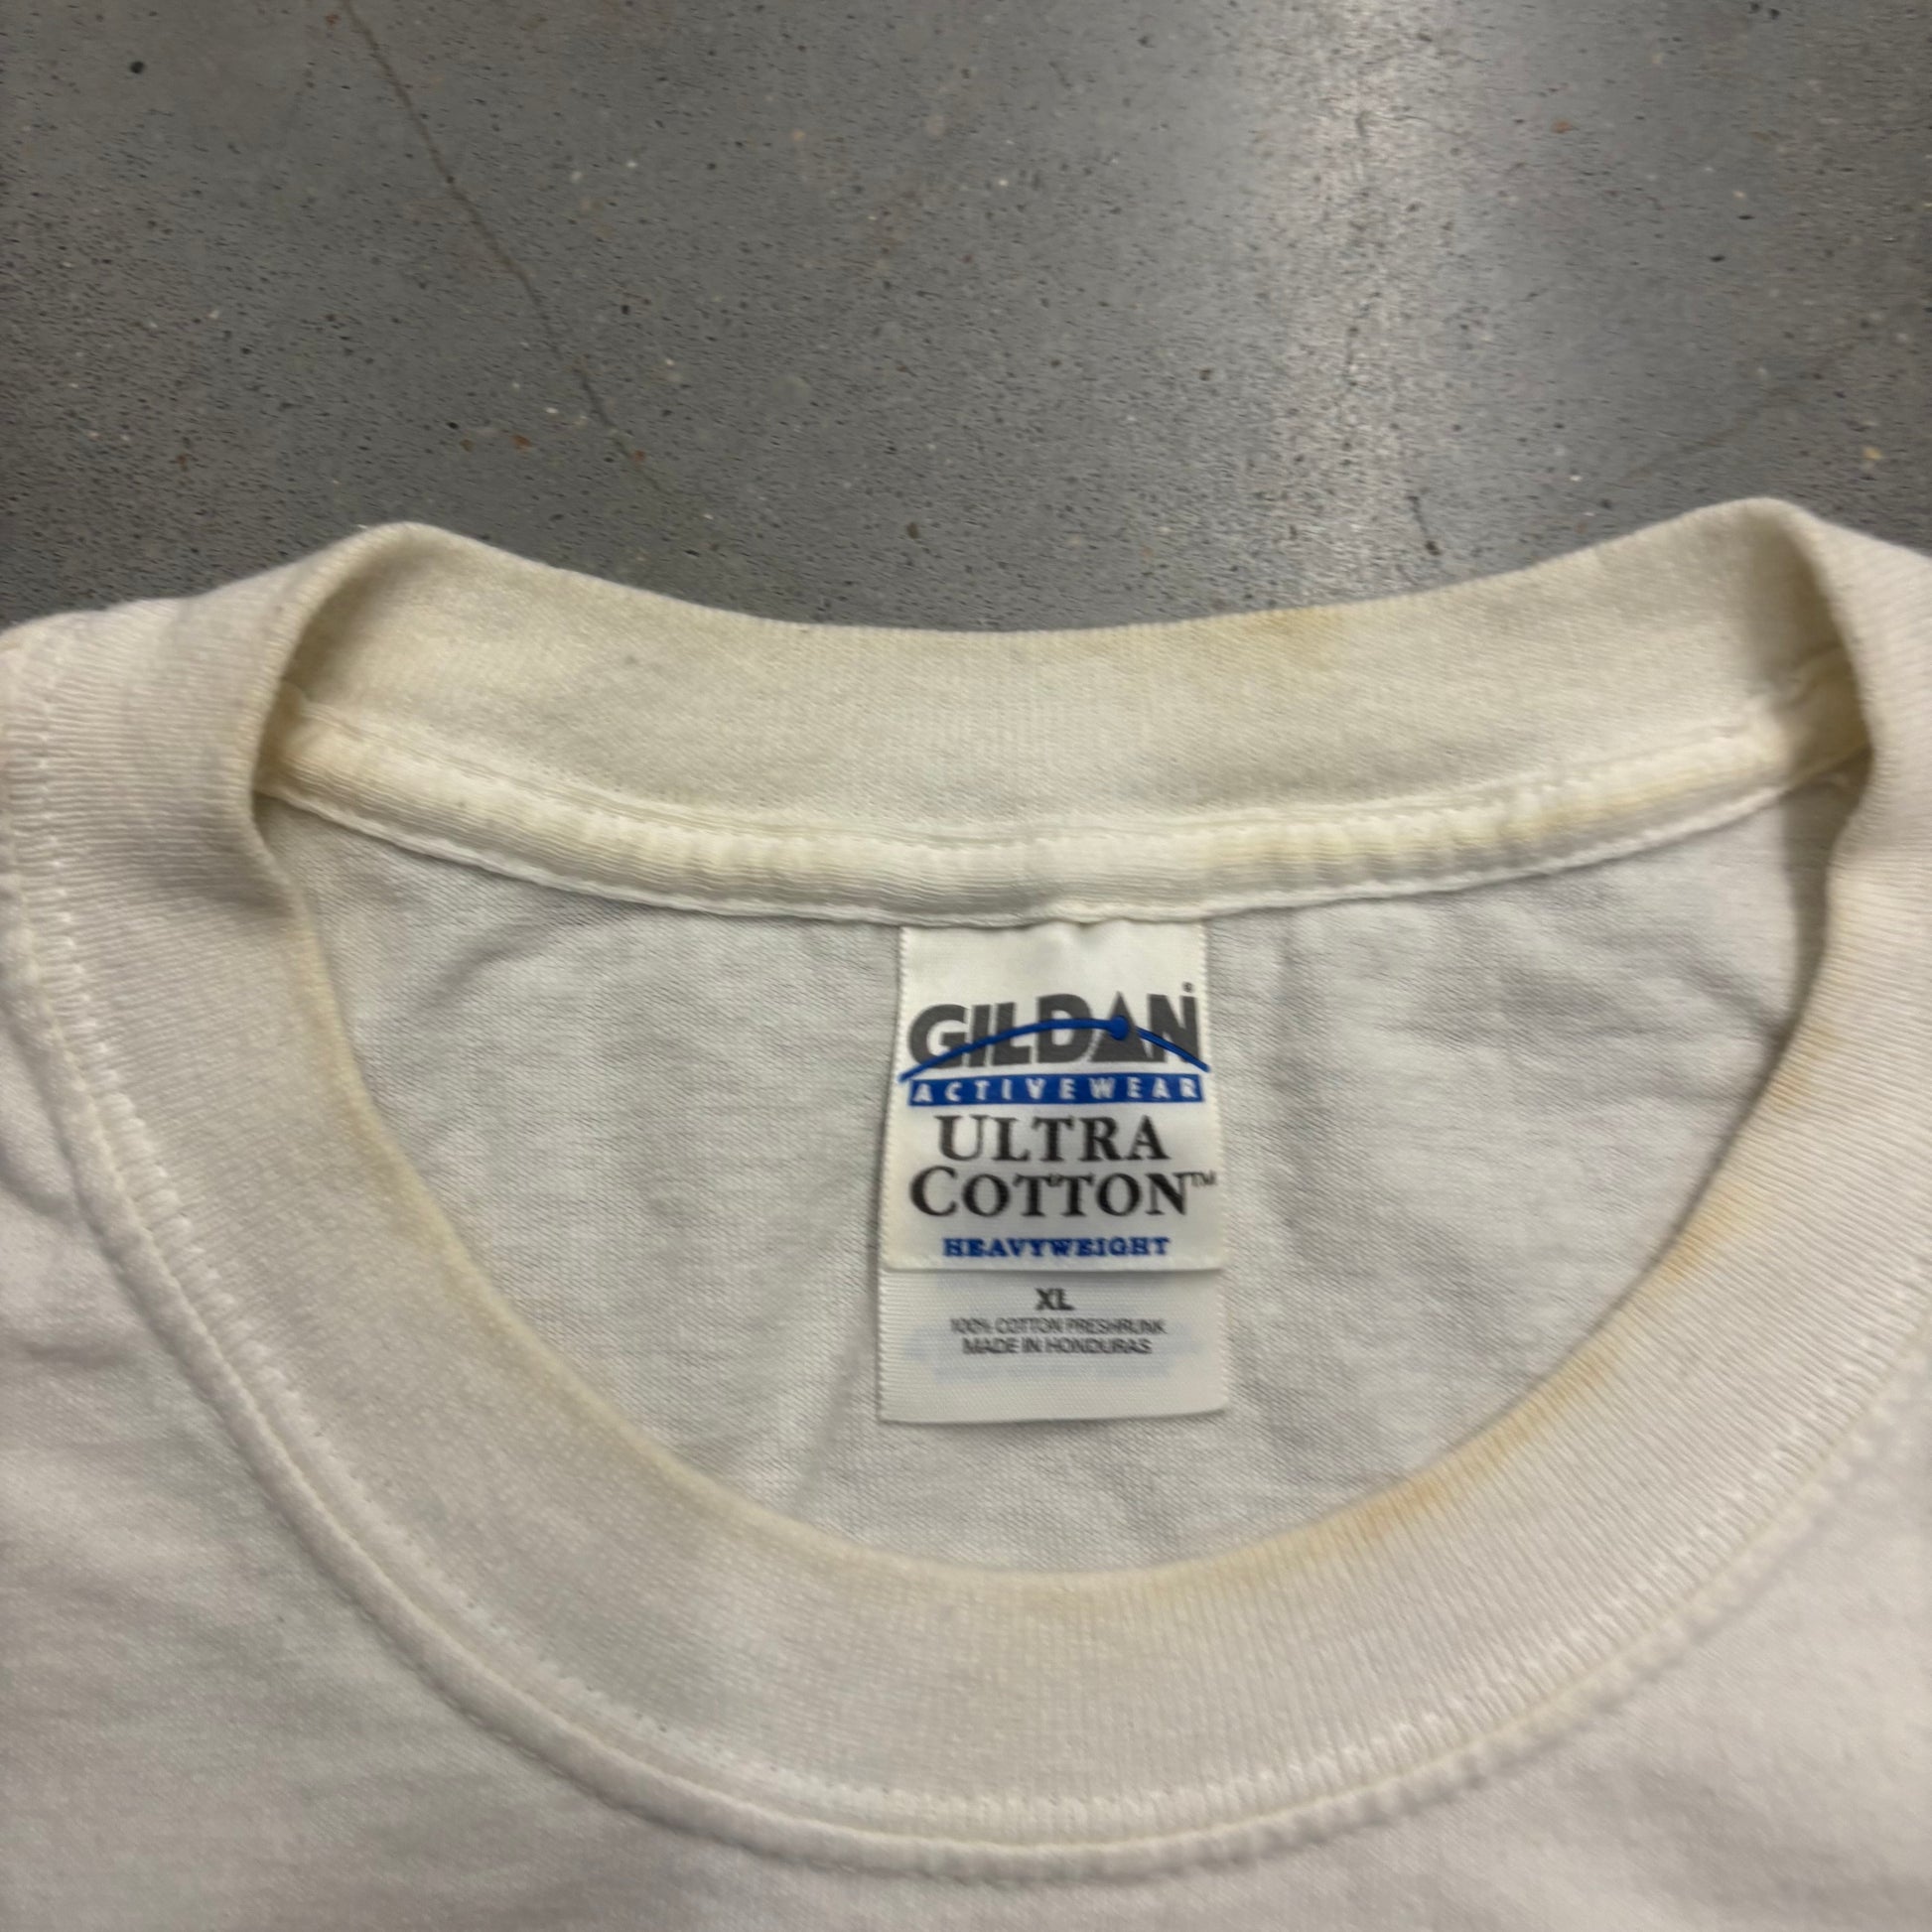 GILDAN®
ACTIVEWEAR
ULTRA
COTTON™
HEAVYWEIGHT
XL
100% COTTON PRESHRUNK
MADE IN HONDURAS